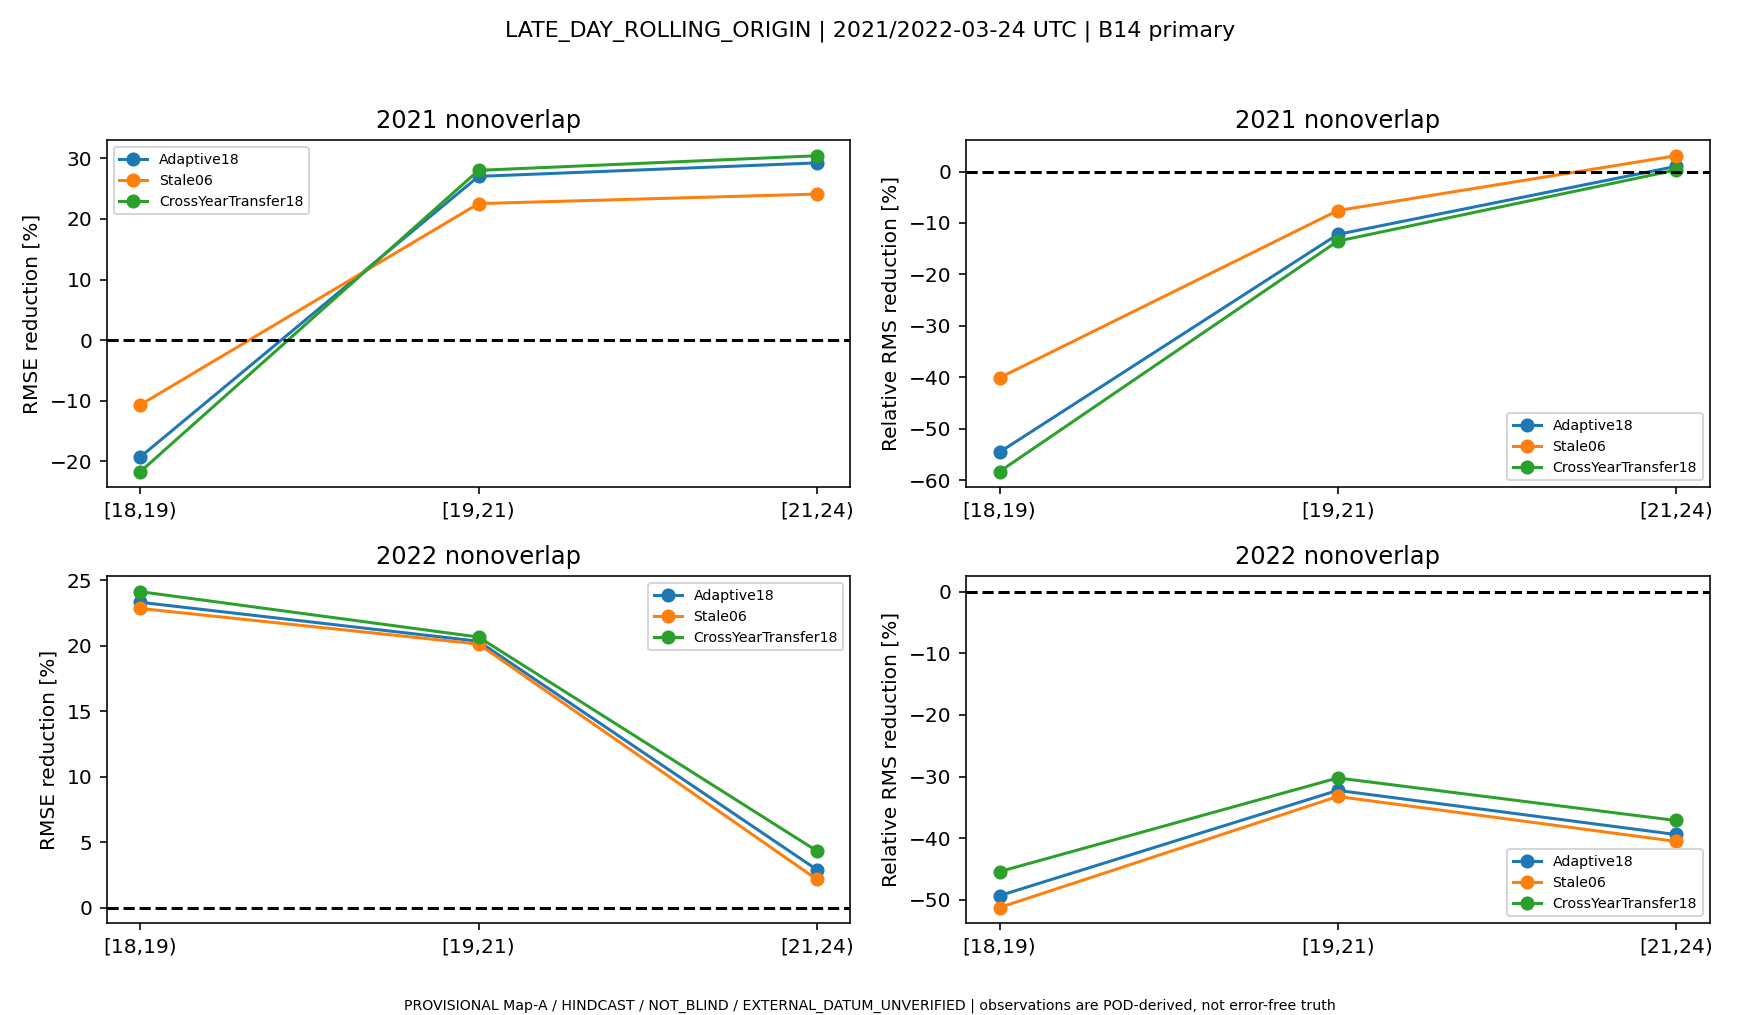 LATE_DAY_ROLLING_ORIGIN | 2021/2022-03-24 UTC | B14 primary
2021 nonoverlap
RMSE reduction [%]
30
20
10
0
−10
−20
[18,19)
[19,21)
[21,24)
Adaptive18
Stale06
CrossYearTransfer18
2021 nonoverlap
Relative RMS reduction [%]
0
−10
−20
−30
−40
−50
−60
[18,19)
[19,21)
[21,24)
Adaptive18
Stale06
CrossYearTransfer18
2022 nonoverlap
RMSE reduction [%]
25
20
15
10
5
0
[18,19)
[19,21)
[21,24)
Adaptive18
Stale06
CrossYearTransfer18
2022 nonoverlap
Relative RMS reduction [%]
0
−10
−20
−30
−40
−50
[18,19)
[19,21)
[21,24)
Adaptive18
Stale06
CrossYearTransfer18
PROVISIONAL Map-A / HINDCAST / NOT_BLIND / EXTERNAL_DATUM_UNVERIFIED | observations are POD-derived, not error-free truth